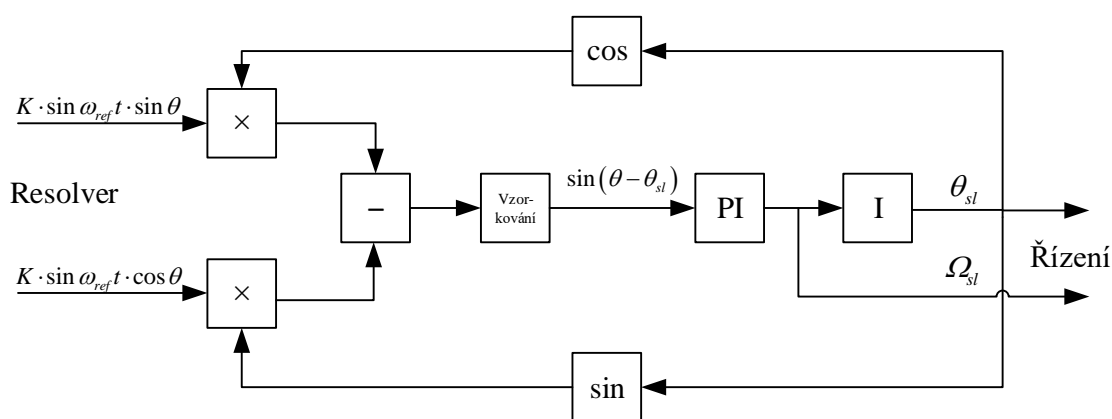 cos
K · sin ω_ref t · sin θ
×
Resolver
−
Vzor-
kování
sin(θ − θ_sl)
PI
I
θ_sl
Řízení
Ω_sl
K · sin ω_ref t · cos θ
×
sin